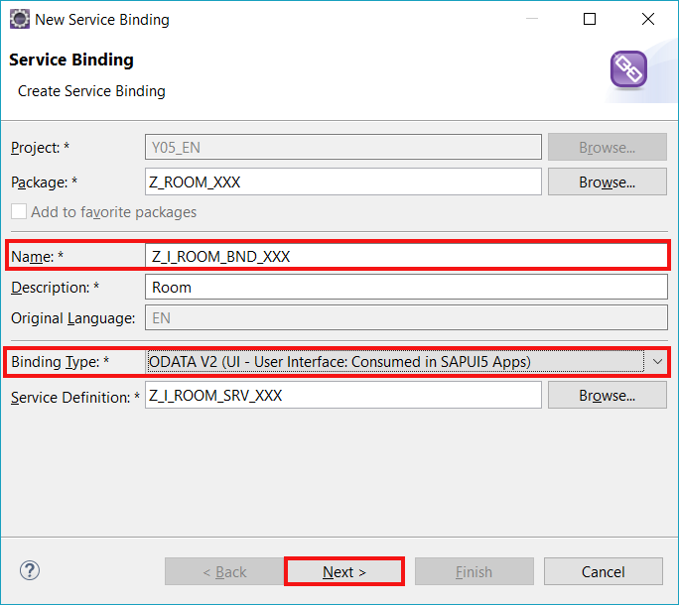 New Service Binding
Service Binding
Create Service Binding
Project: * Y05_EN Browse...
Package: * Z_ROOM_XXX Browse...
Add to favorite packages
Name: * Z_I_ROOM_BND_XXX
Description: * Room
Original Language: EN
Binding Type: * ODATA V2 (UI - User Interface: Consumed in SAPUI5 Apps)
Service Definition: * Z_I_ROOM_SRV_XXX Browse...
? < Back Next > Finish Cancel